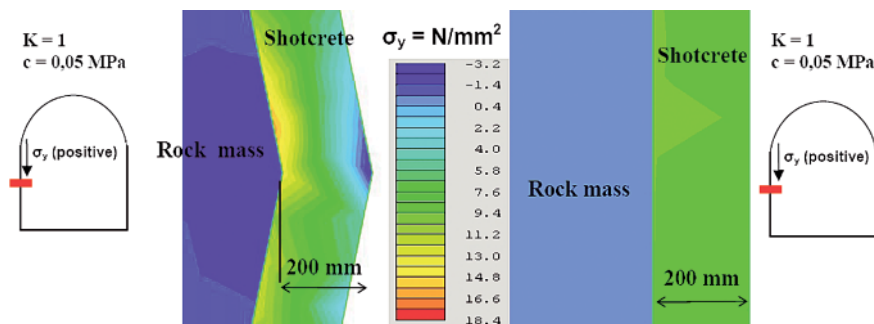 K = 1
c = 0,05 MPa
σy (positive)
Shotcrete
Rock mass
200 mm
σy = N/mm²
-3.2
-1.4
0.4
2.2
4.0
5.8
7.6
9.4
11.2
13.0
14.8
16.6
18.4
Shotcrete
Rock mass
200 mm
K = 1
c = 0,05 MPa
σy (positive)